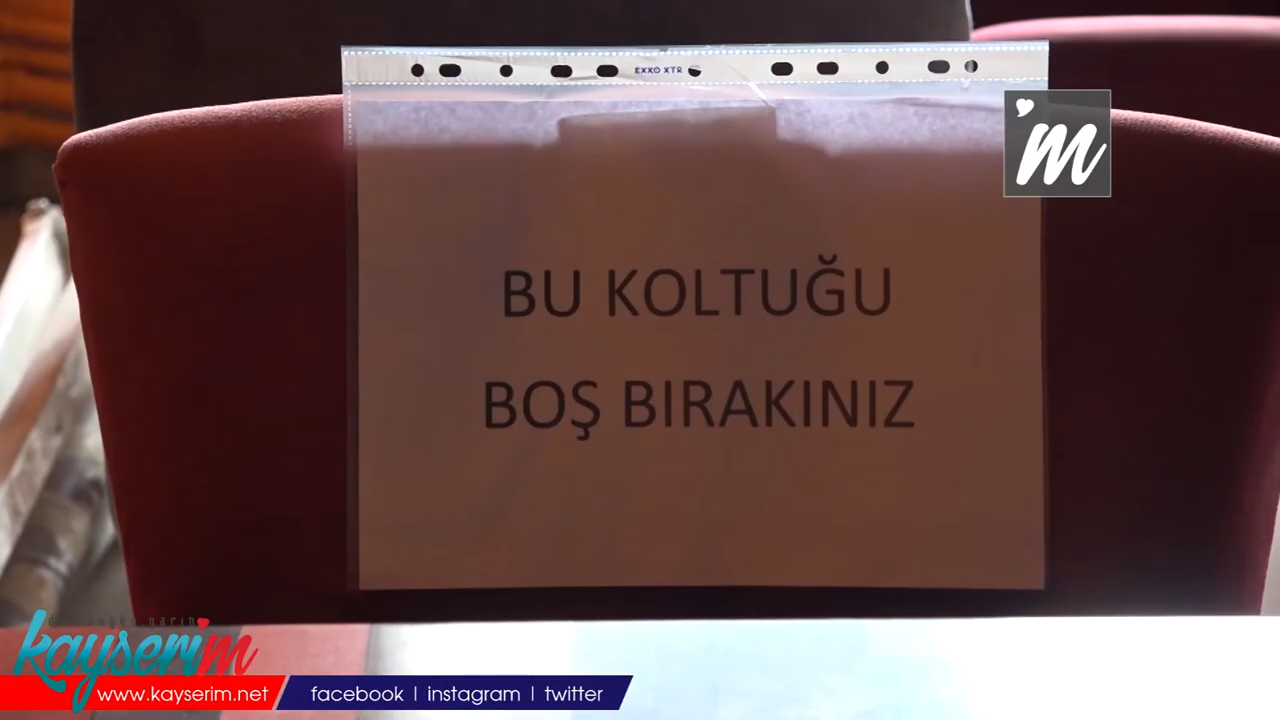 EXXO XTR
'm
BU KOLTUĞU
BOŞ BIRAKINIZ
kayserim
www.kayserim.net
facebook | instagram | twitter